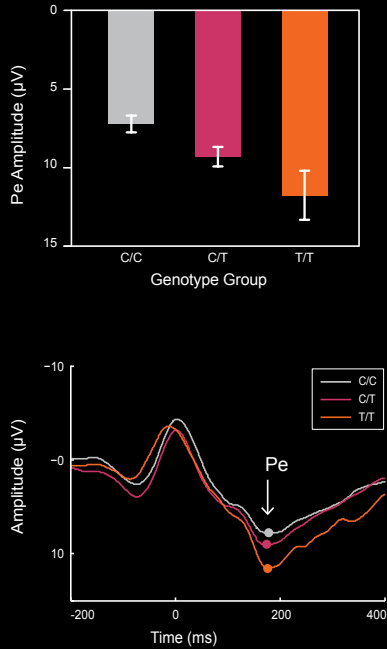 0
5
10
15
Pe Amplitude (μV)
C/C C/T T/T
Genotype Group
-10
-0
10
Amplitude (μV)
C/C
C/T
T/T
Pe
-200 0 200 400
Time (ms)